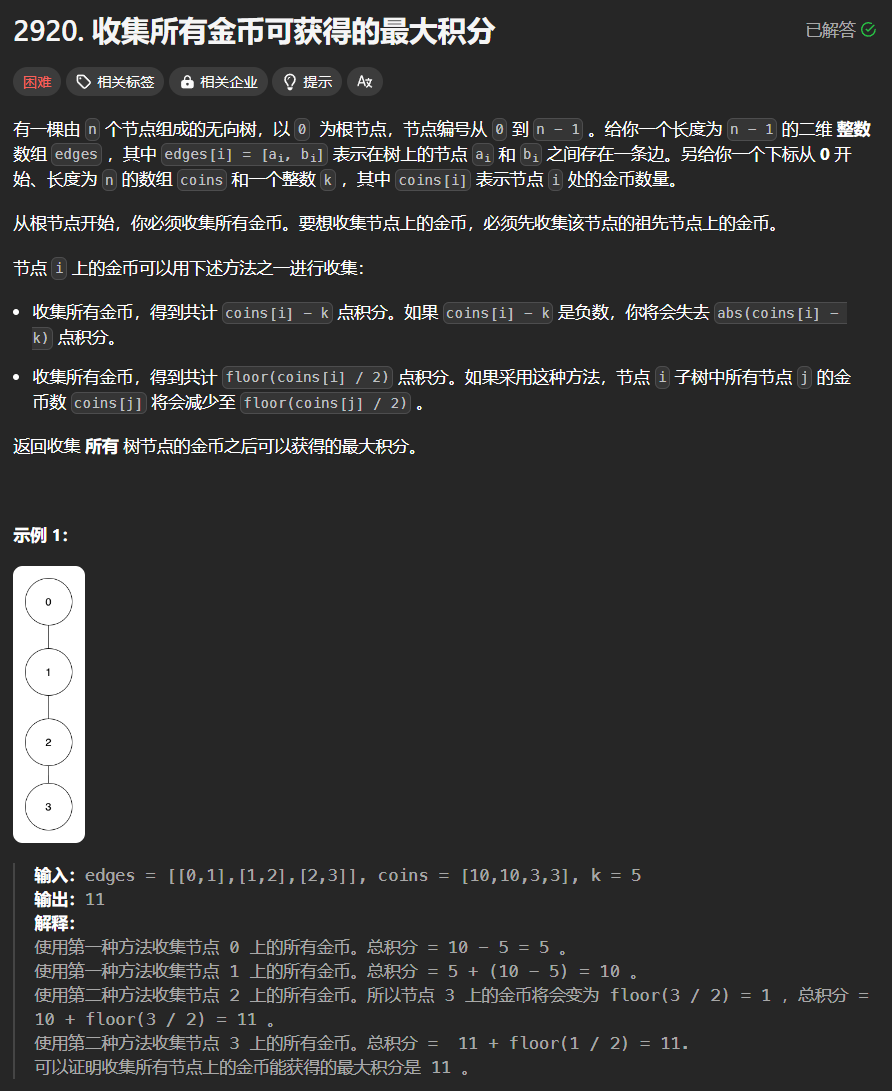 2920. 收集所有金币可获得的最大积分
已解答
困难 相关标签 相关企业 提示 A文
有一棵由 n 个节点组成的无向树，以 0 为根节点，节点编号从 0 到 n - 1 。给你一个长度为 n - 1 的二维 整数
数组 edges ，其中 edges[i] = [aᵢ, bᵢ] 表示在树上的节点 aᵢ 和 bᵢ 之间存在一条边。另给你一个下标从 0 开
始、长度为 n 的数组 coins 和一个整数 k ，其中 coins[i] 表示节点 i 处的金币数量。
从根节点开始，你必须收集所有金币。要想收集节点上的金币，必须先收集该节点的祖先节点上的金币。
节点 i 上的金币可以用下述方法之一进行收集：
• 收集所有金币，得到共计 coins[i] - k 点积分。如果 coins[i] - k 是负数，你将会失去 abs(coins[i] -
k) 点积分。
• 收集所有金币，得到共计 floor(coins[i] / 2) 点积分。如果采用这种方法，节点 i 子树中所有节点 j 的金
币数 coins[j] 将会减少至 floor(coins[j] / 2) 。
返回收集 所有 树节点的金币之后可以获得的最大积分。
示例 1：
0
1
2
3
输入：edges = [[0,1],[1,2],[2,3]], coins = [10,10,3,3], k = 5
输出：11
解释：
使用第一种方法收集节点 0 上的所有金币。总积分 = 10 - 5 = 5 。
使用第一种方法收集节点 1 上的所有金币。总积分 = 5 + (10 - 5) = 10 。
使用第二种方法收集节点 2 上的所有金币。所以节点 3 上的金币将会变为 floor(3 / 2) = 1 ，总积分 =
10 + floor(3 / 2) = 11 。
使用第二种方法收集节点 3 上的所有金币。总积分 =  11 + floor(1 / 2) = 11.
可以证明收集所有节点上的金币能获得的最大积分是 11 。